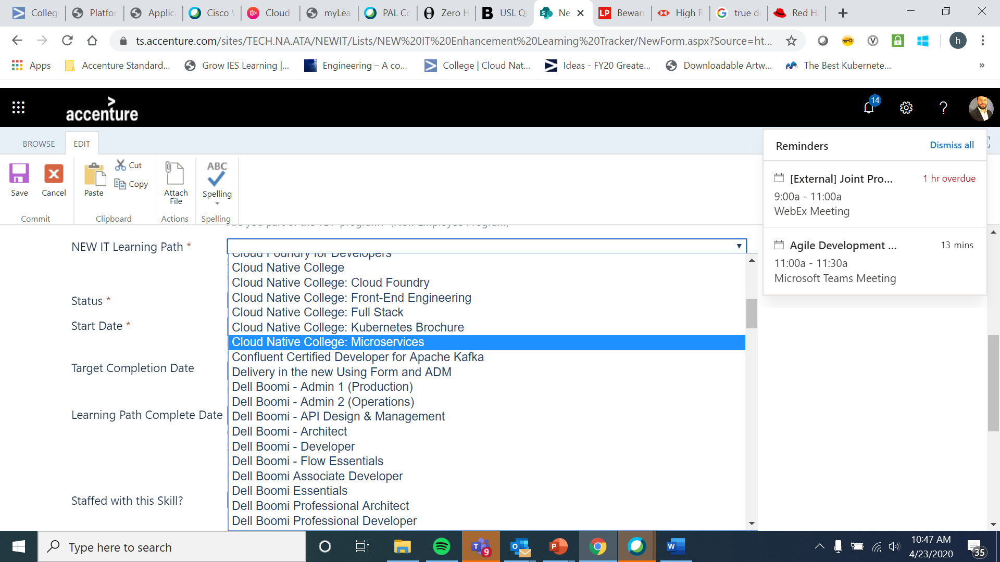 Colleg
Platfor
Applica
Cisco
Cloud
myLea
PAL Co
Zero H
USL Qu
Ne
Beware
High R
true de
Red Ha
ts.accenture.com/sites/TECH.NA.ATA/NEWIT/Lists/NEW%20IT%20Enhancement%20Learning%20Tracker/NewForm.aspx?Source=ht...
h
Apps
Accenture Standard...
Grow IES Learning |...
Engineering – A co...
College | Cloud Nat...
Ideas - FY20 Greate...
Downloadable Artw...
The Best Kubernete...
»
accenture
14
BROWSE
EDIT
Save
Cancel
Paste
Cut
Copy
Attach
File
ABC
Spelling
Commit
Clipboard
Actions
Spelling
Reminders
Dismiss all
[External] Joint Pro...
1 hr overdue
9:00a - 11:00a
WebEx Meeting
Agile Development ...
13 mins
11:00a - 11:30a
Microsoft Teams Meeting
NEW IT Learning Path *
Status *
Start Date *
Target Completion Date
Learning Path Complete Date
Staffed with this Skill?
Cloud Foundry for Developers
Cloud Native College
Cloud Native College: Cloud Foundry
Cloud Native College: Front-End Engineering
Cloud Native College: Full Stack
Cloud Native College: Kubernetes Brochure
Cloud Native College: Microservices
Confluent Certified Developer for Apache Kafka
Delivery in the new Using Form and ADM
Dell Boomi - Admin 1 (Production)
Dell Boomi - Admin 2 (Operations)
Dell Boomi - API Design & Management
Dell Boomi - Architect
Dell Boomi - Developer
Dell Boomi - Flow Essentials
Dell Boomi Associate Developer
Dell Boomi Essentials
Dell Boomi Professional Architect
Dell Boomi Professional Developer
Type here to search
9
10:47 AM
4/23/2020
35